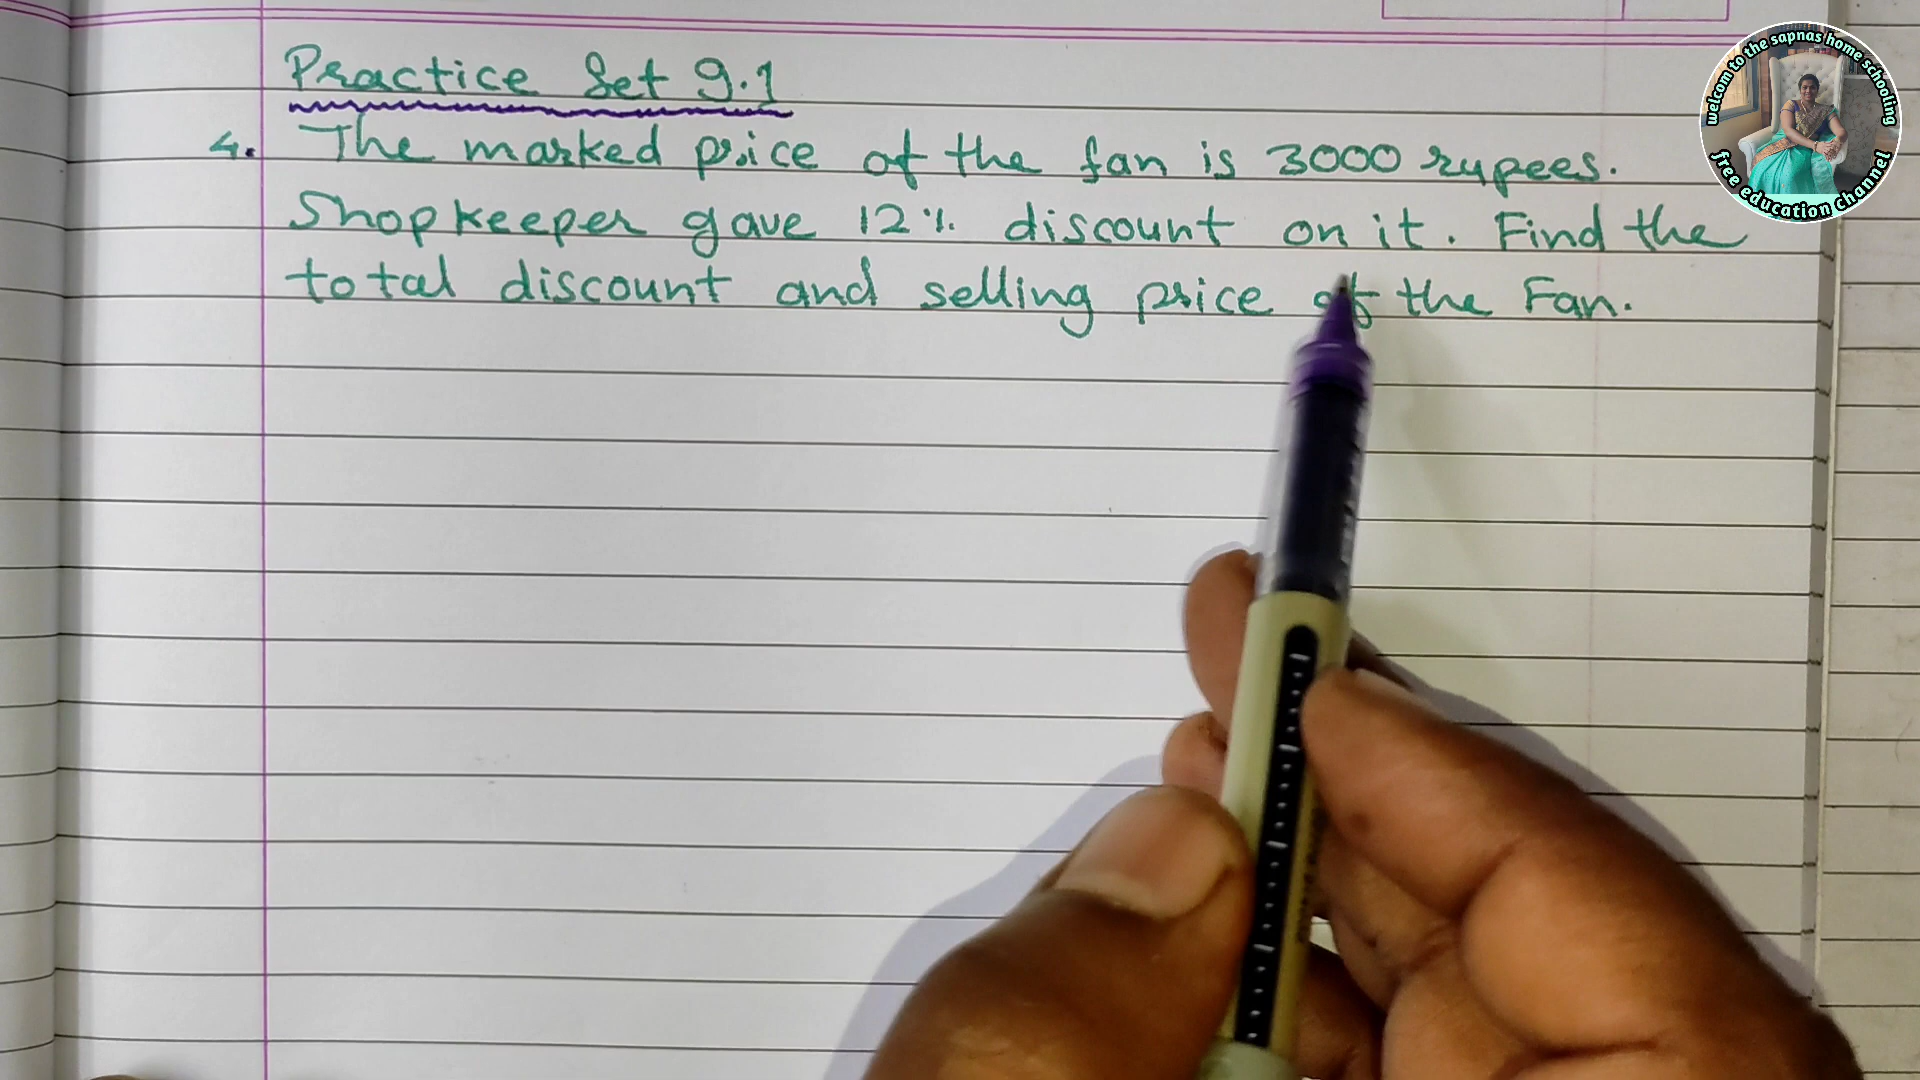 Practice Set 9.1
4. The marked price of the fan is 3000 rupees.
Shopkeeper gave 12% discount on it. Find the
total discount and selling price of the Fan.
welcom to the sapnas home schooling
free education channel